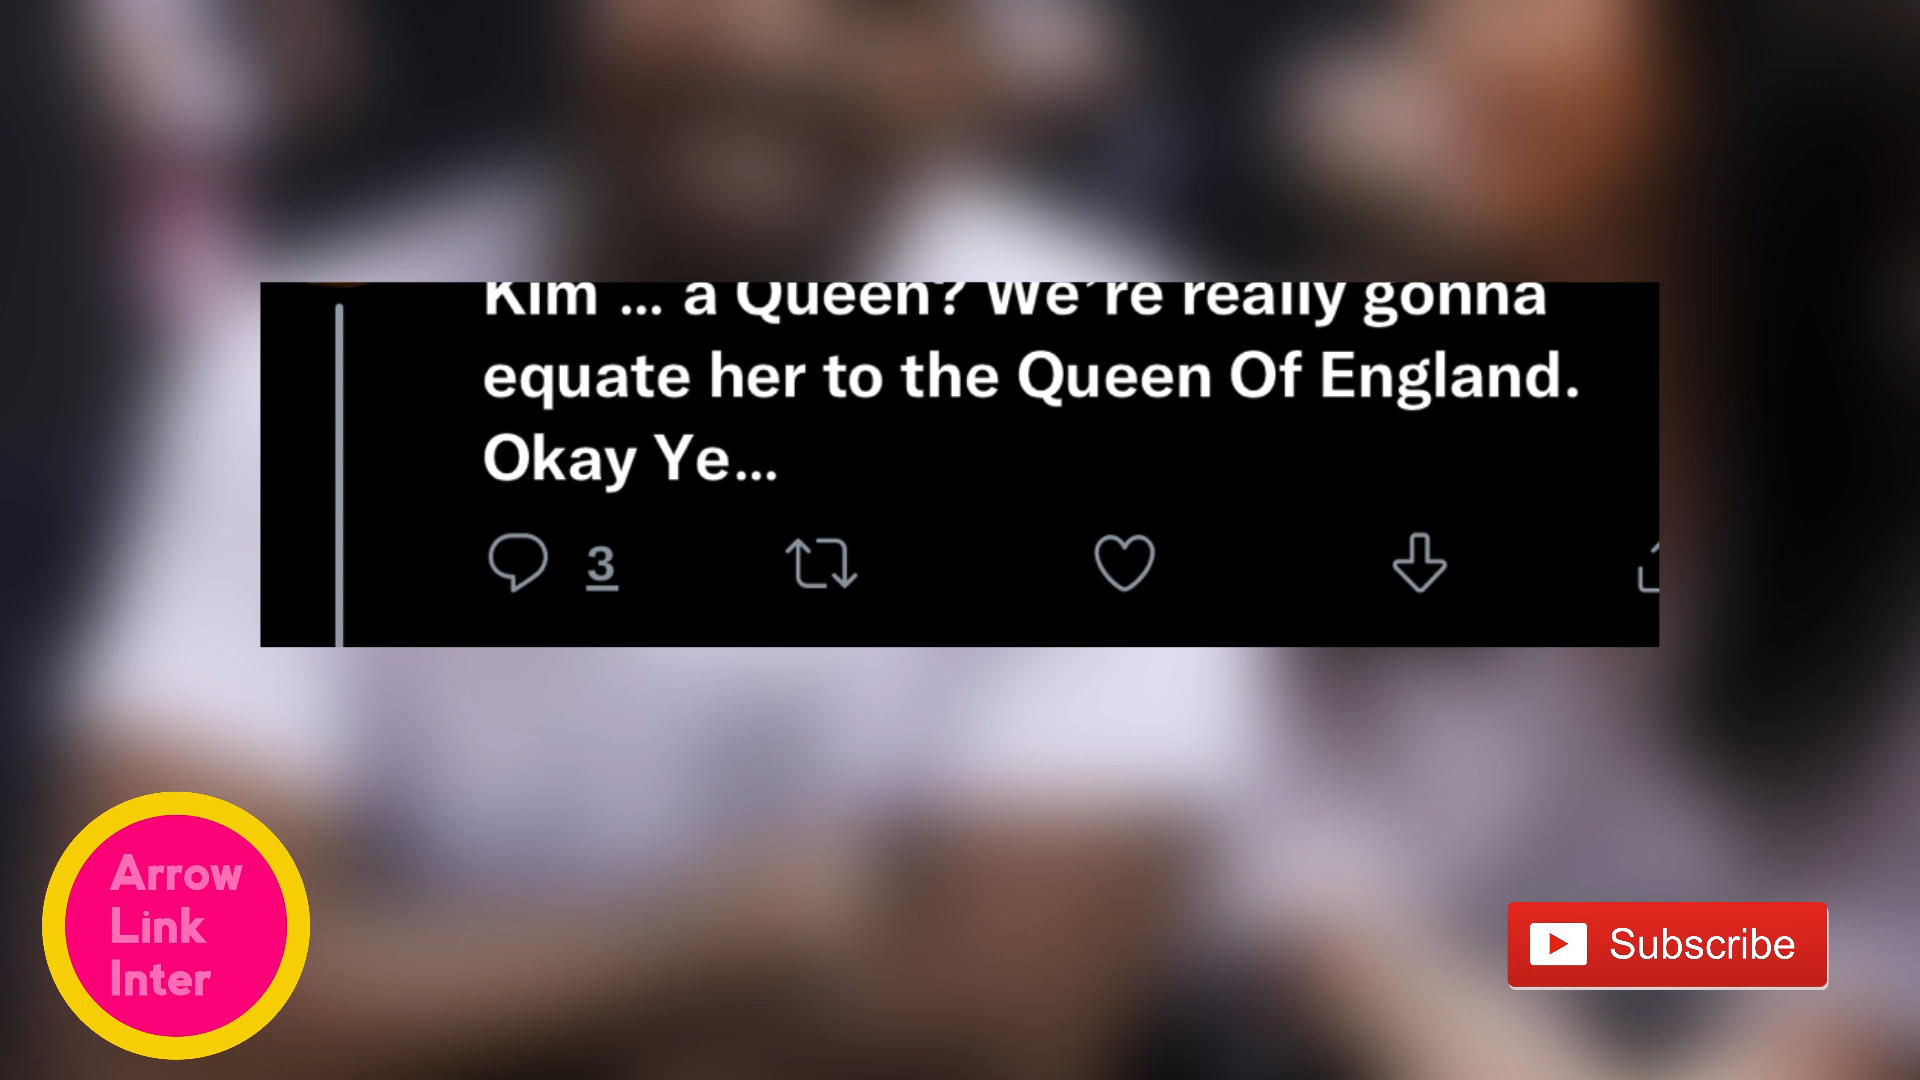 Kim ... a Queen? We're really gonna
equate her to the Queen Of England.
Okay Ye...
3
Arrow
Link
Inter
Subscribe